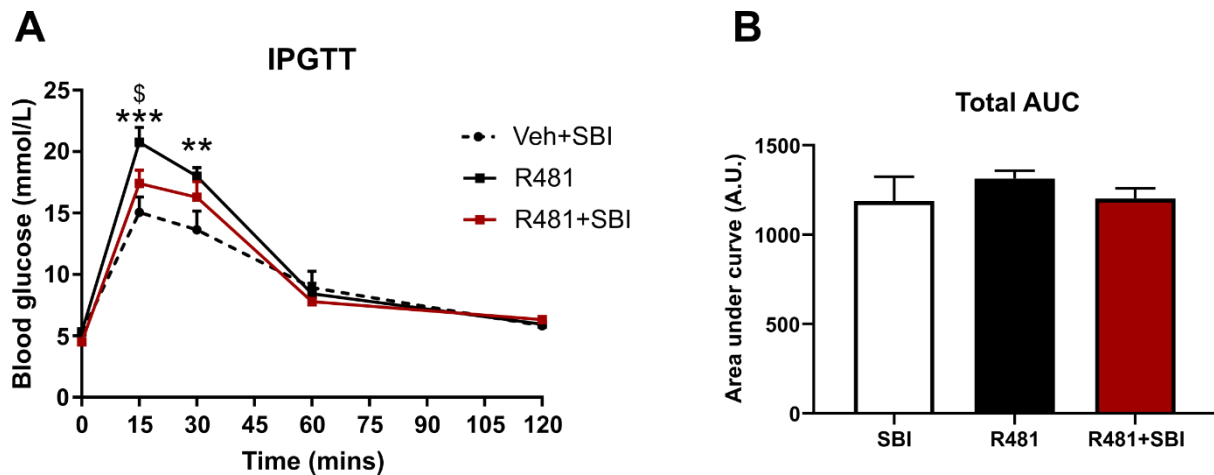 A
IPGTT
Blood glucose (mmol/L)
25
20
15
10
5
0
$
***
**
Veh+SBI
R481
R481+SBI
0 15 30 45 60 75 90 105 120
Time (mins)
B
Total AUC
Area under curve (A.U.)
1500
1000
500
0
SBI R481 R481+SBI